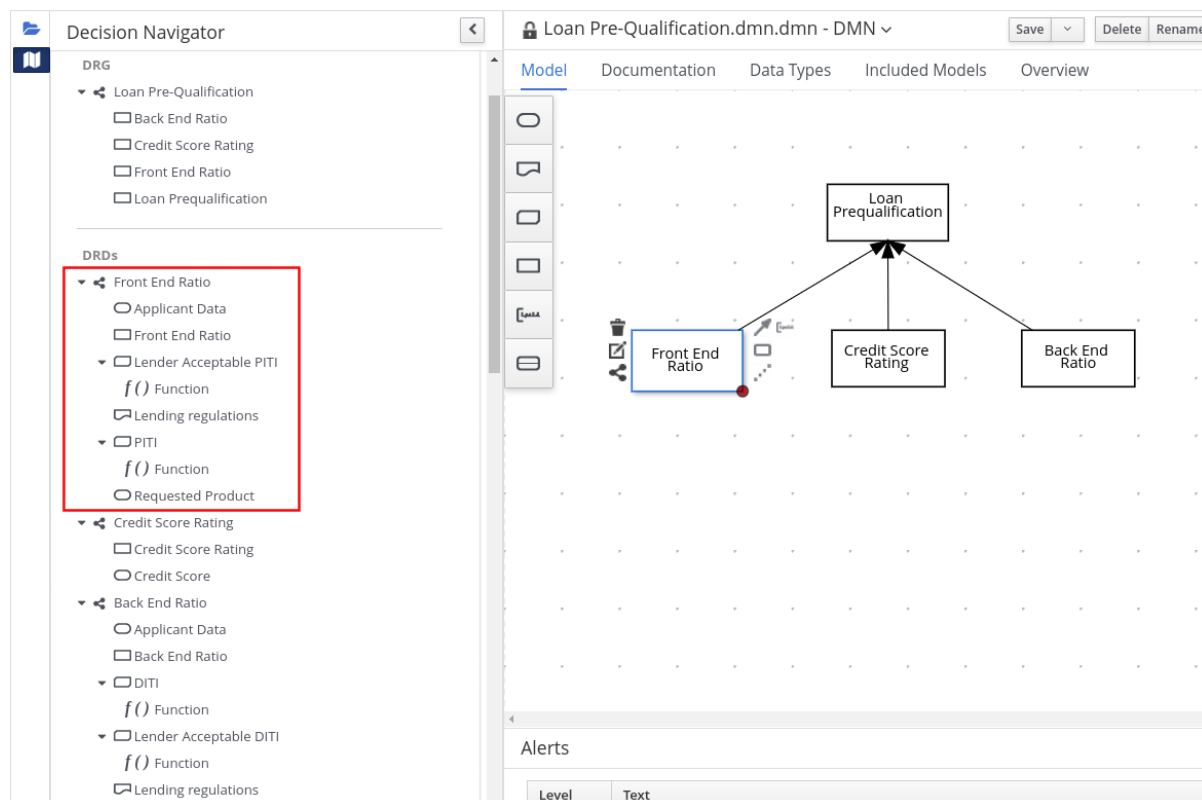 Decision Navigator
DRG
Loan Pre-Qualification
Back End Ratio
Credit Score Rating
Front End Ratio
Loan Prequalification
DRDs
Front End Ratio
Applicant Data
Front End Ratio
Lender Acceptable PITI
f ( ) Function
Lending regulations
PITI
f ( ) Function
Requested Product
Credit Score Rating
Credit Score Rating
Credit Score
Back End Ratio
Applicant Data
Back End Ratio
DITI
f ( ) Function
Lender Acceptable DITI
f ( ) Function
Lending regulations
Loan Pre-Qualification.dmn.dmn - DMN
Save
Delete
Rename
Model
Documentation
Data Types
Included Models
Overview
Loan
Prequalification
Front End
Ratio
Credit Score
Rating
Back End
Ratio
Alerts
Level
Text